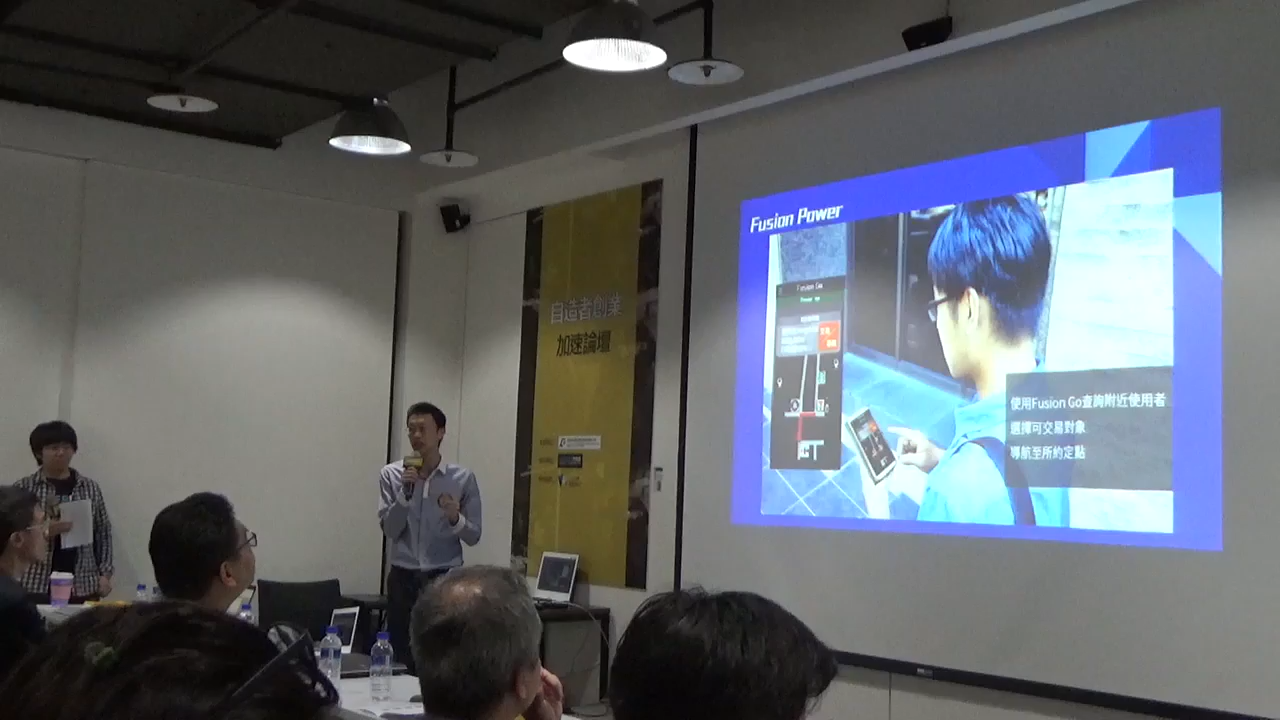 自造者創業
加速論壇
Fusion Power
Fusion Go
使用Fusion Go查詢附近使用者
選擇可交易對象
導航至所約定點